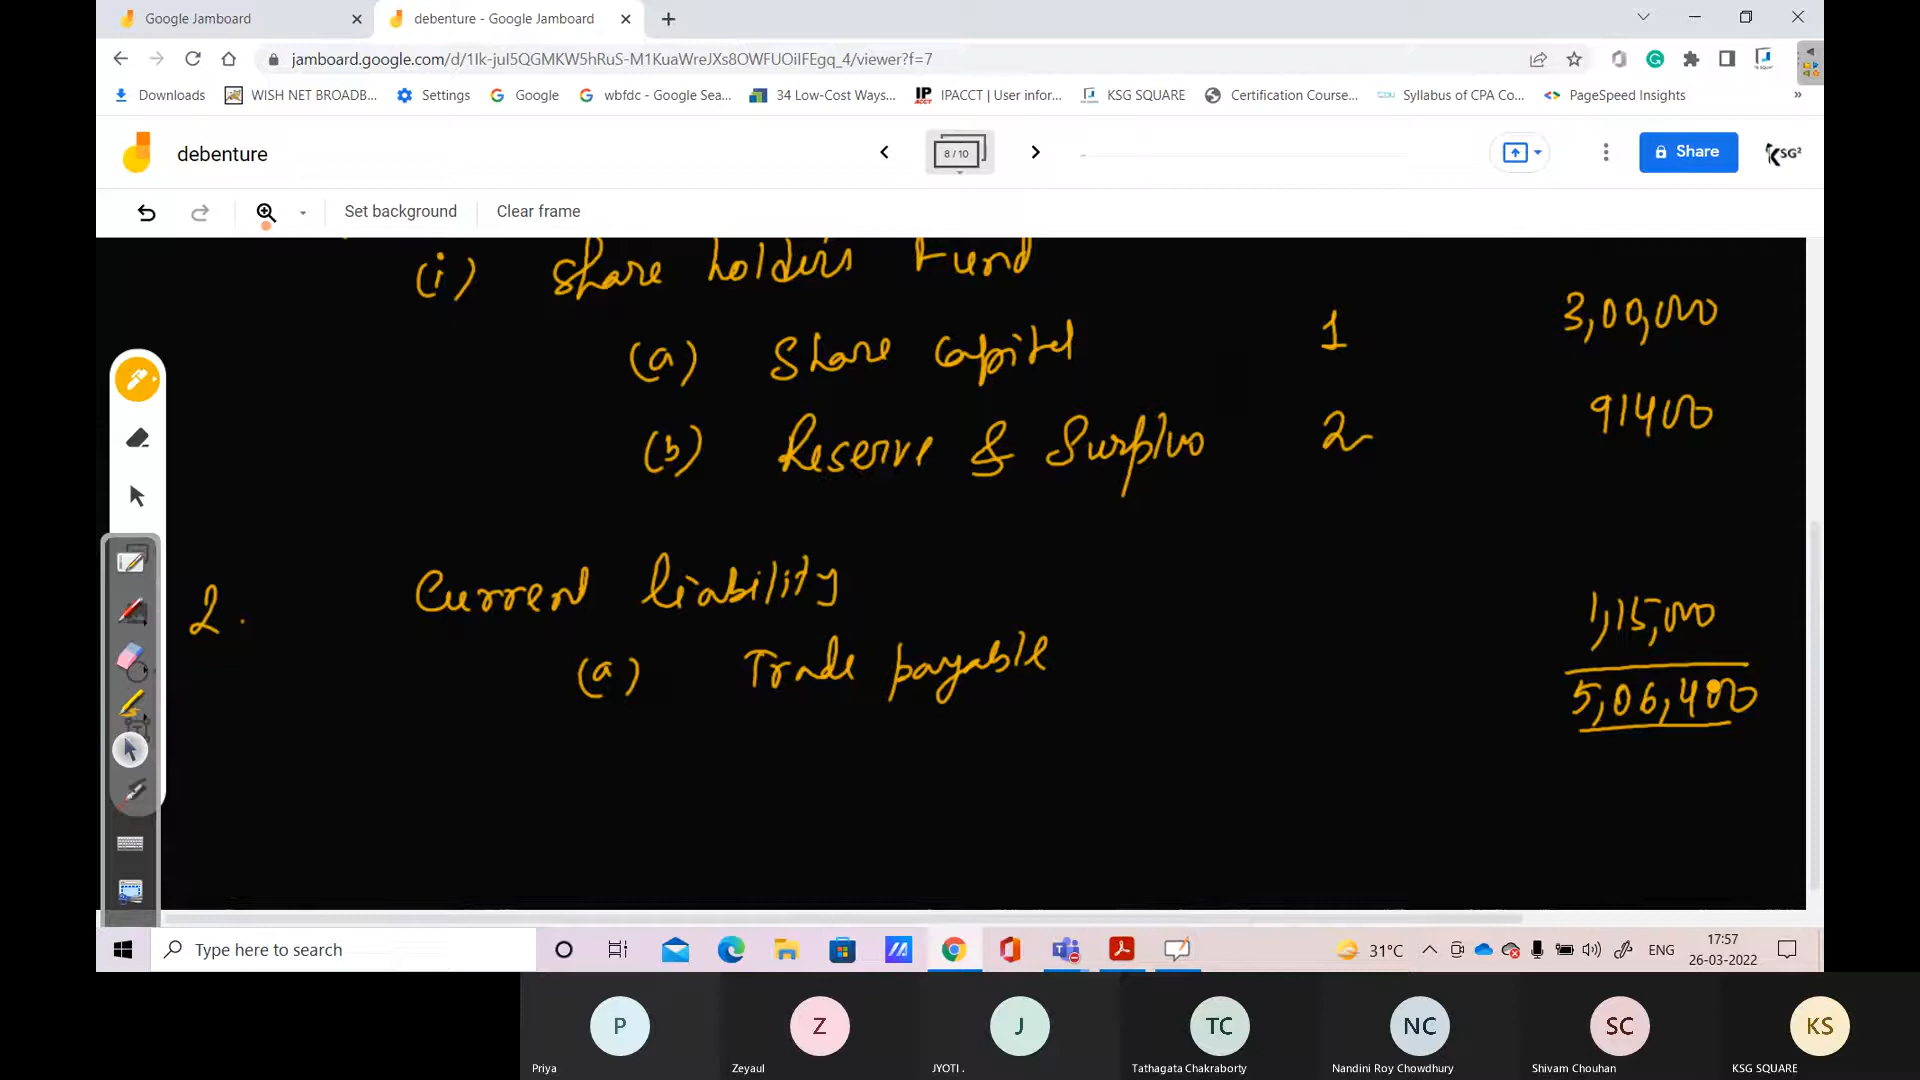 Google Jamboard
debenture - Google Jamboard
jamboard.google.com/d/1Ik-juI5QGMKW5hRuS-M1KuaWreJXs8OWFUOiIFEgq_4/viewer?f=7
Downloads WISH NET BROADB... Settings Google wbfdc - Google Sea... 34 Low-Cost Ways... IPACCT | User infor... KSG SQUARE Certification Course... Syllabus of CPA Co... PageSpeed Insights »
debenture
8 / 10
Share
KSG²
Set background Clear frame
(i) Share holders Fund
(a) Share Capital 1 3,00,000
(b) Reserve & Surplus 2 91400
2. Current liability
(a) Trade payable 1,15,000
5,06,400
Type here to search
31°C
ENG
17:57
26-03-2022
P Z J TC NC SC KS
Priya Zeyaul JYOTI . Tathagata Chakraborty Nandini Roy Chowdhury Shivam Chouhan KSG SQUARE